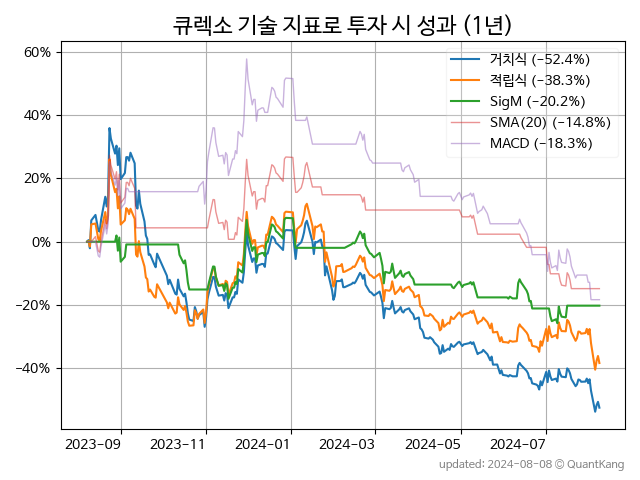 큐렉소 기술 지표로 투자 시 성과 (1년)
60%
40%
20%
0%
−20%
−40%
거치식 (−52.4%)
적립식 (−38.3%)
SigM (−20.2%)
SMA(20) (−14.8%)
MACD (−18.3%)
2023-09
2023-11
2024-01
2024-03
2024-05
2024-07
updated: 2024-08-08 © QuantKang